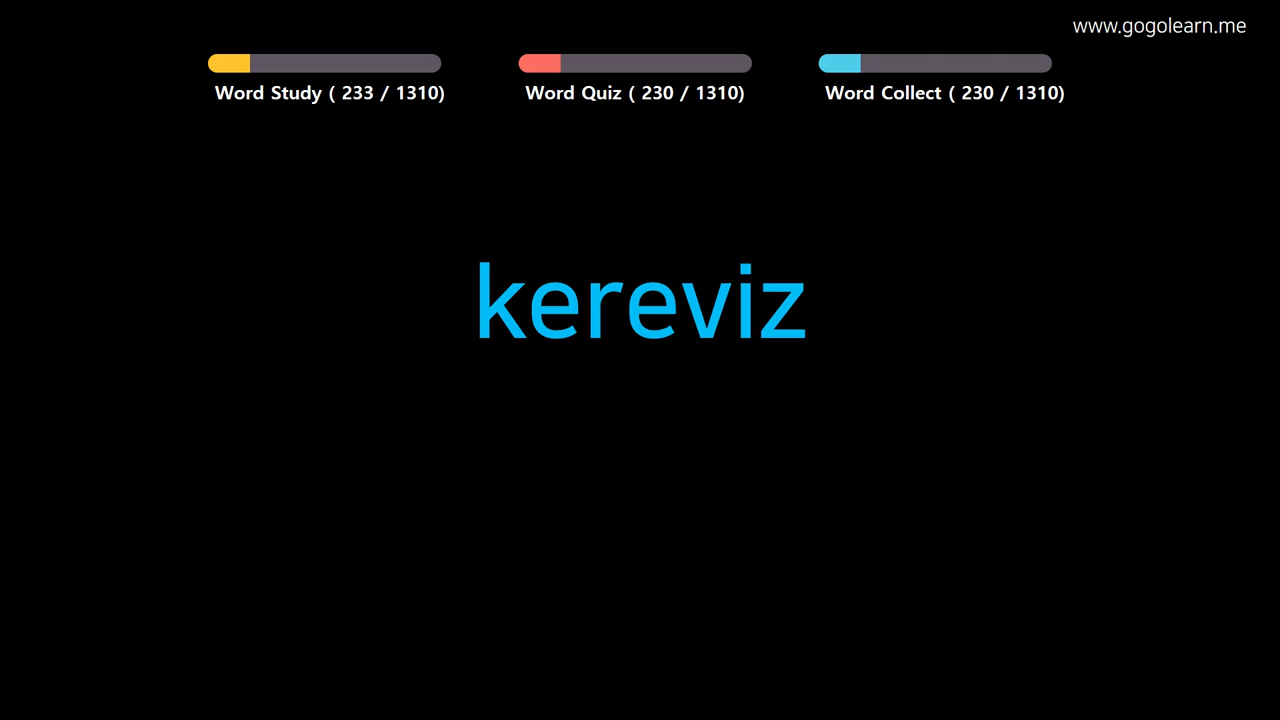 www.gogolearn.me
Word Study ( 233 / 1310)
Word Quiz ( 230 / 1310)
Word Collect ( 230 / 1310)
kereviz